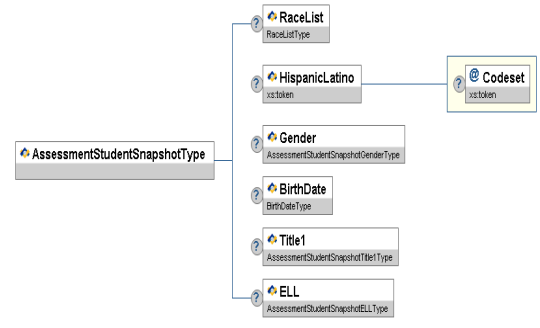 RaceList
RaceListType
HispanicLatino
xs:token
@ Codeset
xs:token
AssessmentStudentSnapshotType
Gender
AssessmentStudentSnapshotGenderType
BirthDate
BirthDateType
Title1
AssessmentStudentSnapshotTitle1Type
ELL
AssessmentStudentSnapshotELLType